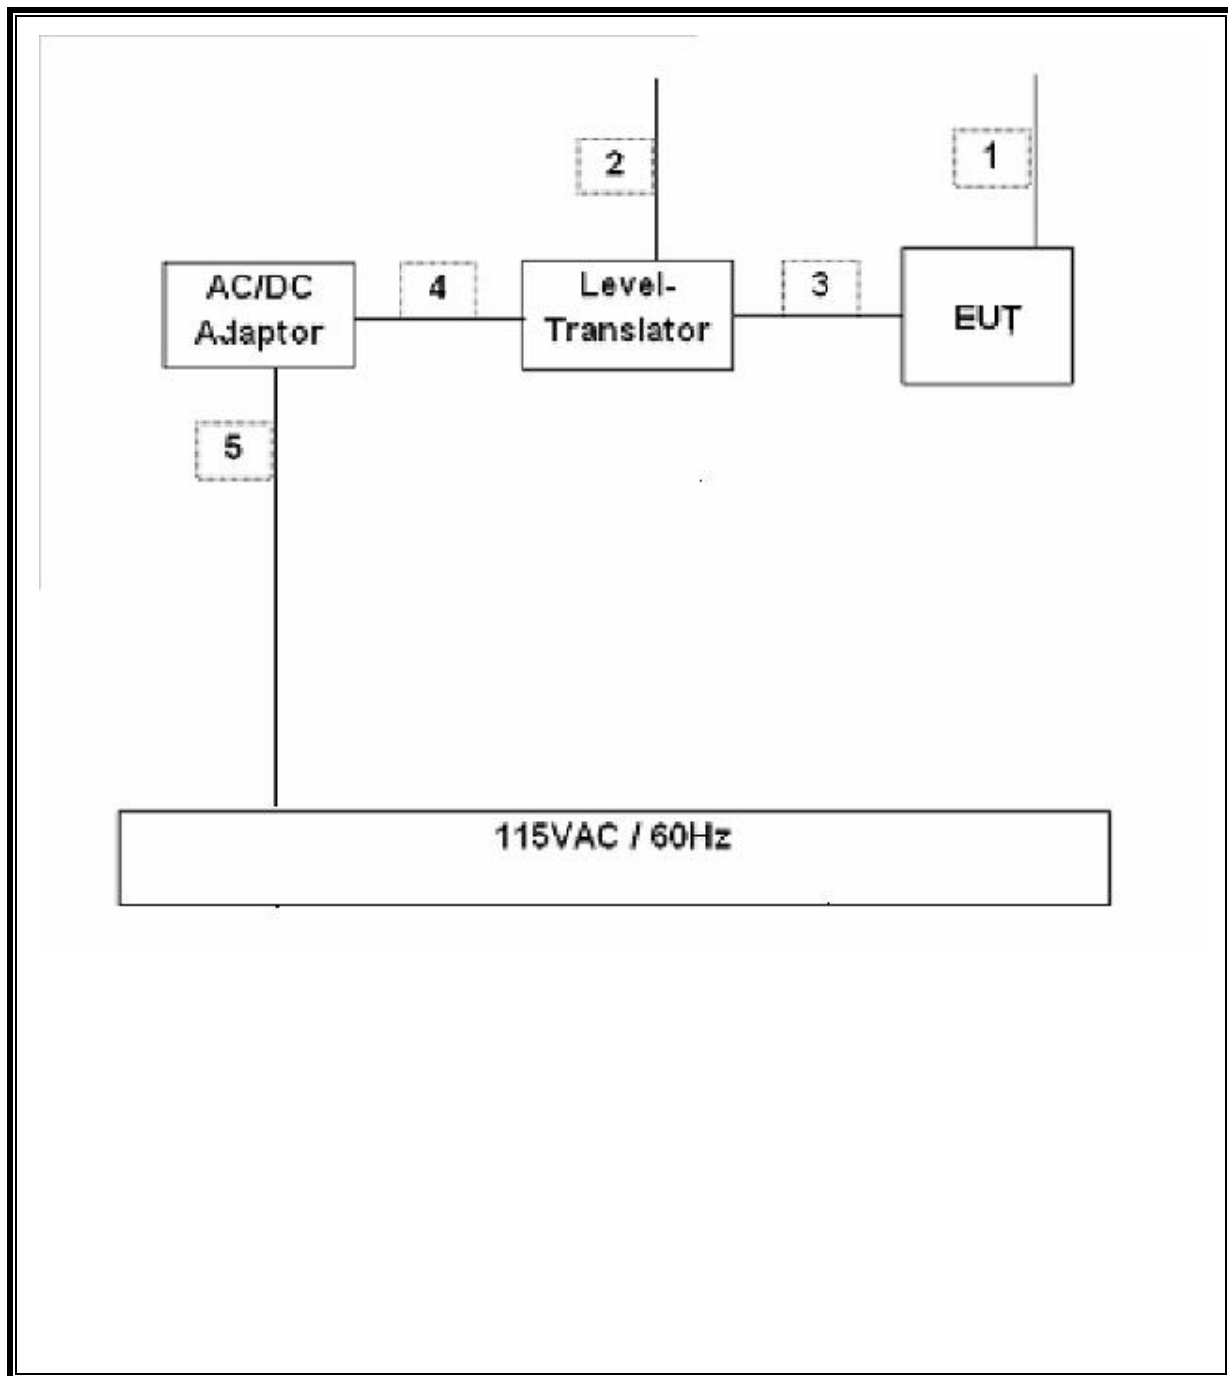 2
1
AC/DC
Adaptor
4
Level-
Translator
3
EUT
5
115VAC / 60Hz